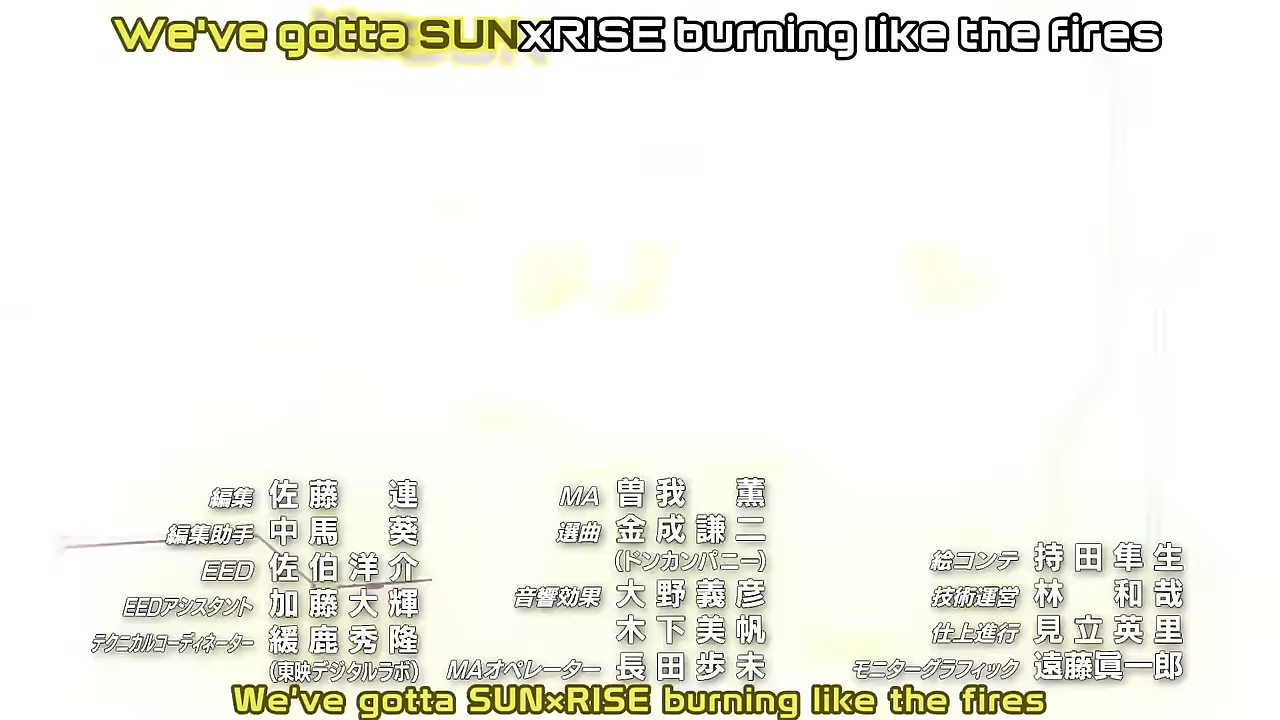 We've gotta SUN×RISE burning like the fires
編集 佐藤 連
編集助手 中馬 葵
EED 佐伯洋介
EEDアシスタント 加藤大輝
テクニカルコーディネーター 緩鹿秀隆
(東映デジタルラボ)
MA 曽我 薫
選曲 金成謙二
(ドンカンパニー)
音響効果 大野義彦
木下美帆
MAオペレーター 長田歩未
絵コンテ 持田隼生
技術運営 林 和哉
仕上進行 見立英里
モニターグラフィック 遠藤眞一郎
We've gotta SUN×RISE burning like the fires